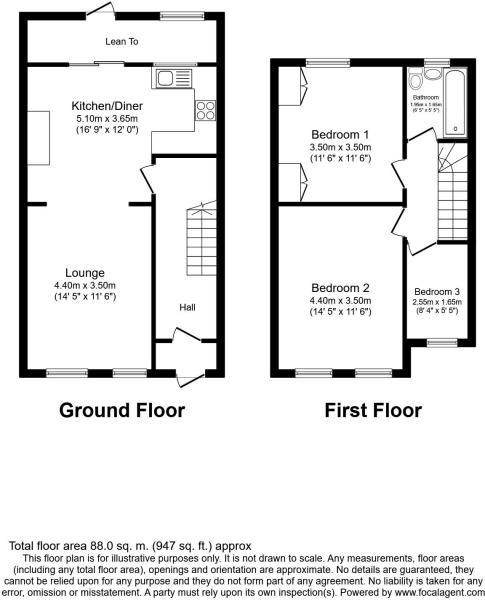 Lean To
Kitchen/Diner
5.10m x 3.65m
(16' 9" x 12' 0")
Lounge
4.40m x 3.50m
(14' 5" x 11' 6")
Hall
Ground Floor
Bathroom
1.95m x 1.65m
(6' 5" x 5' 5")
Bedroom 1
3.50m x 3.50m
(11' 6" x 11' 6")
Bedroom 2
4.40m x 3.50m
(14' 5" x 11' 6")
Bedroom 3
2.55m x 1.65m
(8' 4" x 5' 5")
First Floor
Total floor area 88.0 sq. m. (947 sq. ft.) approx
This floor plan is for illustrative purposes only. It is not drawn to scale. Any measurements, floor areas
(including any total floor area), openings and orientation are approximate. No details are guaranteed, they
cannot be relied upon for any purpose and they do not form part of any agreement. No liability is taken for any
error, omission or misstatement. A party must rely upon its own inspection(s). Powered by www.focalagent.com